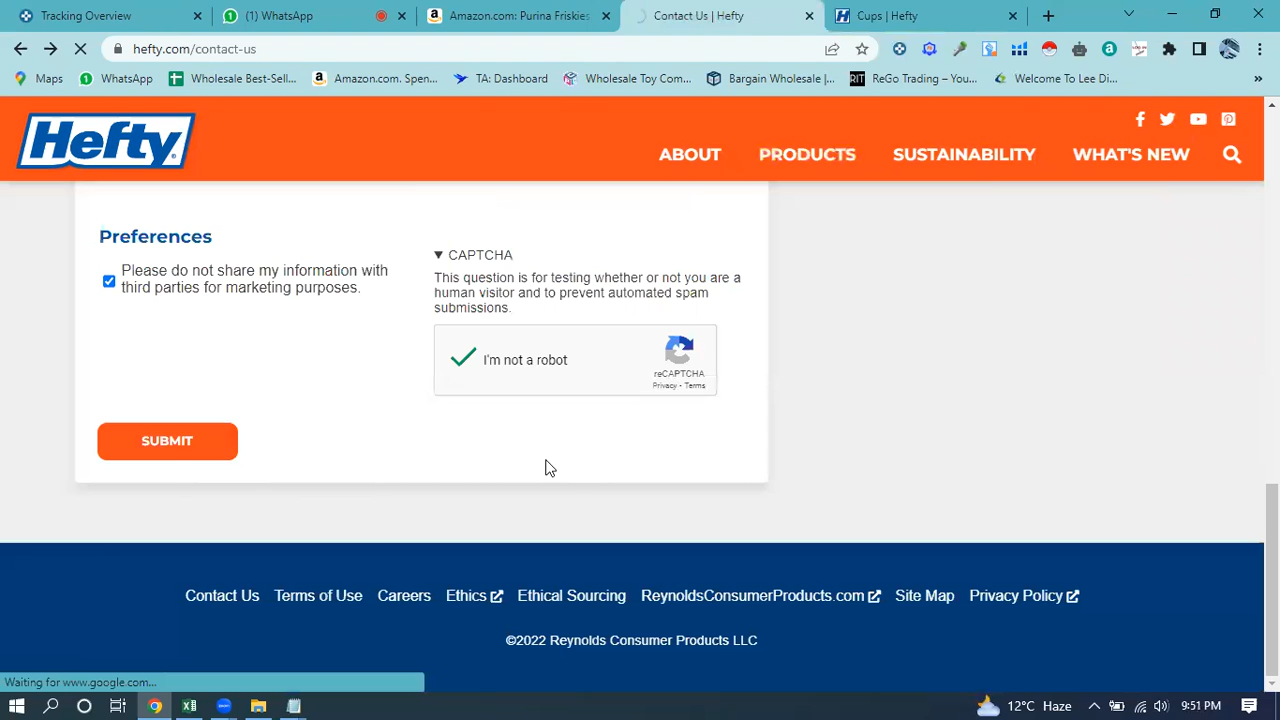 Tracking Overview
(1) WhatsApp
Amazon.com: Purina Friskies
Contact Us | Hefty
Cups | Hefty
hefty.com/contact-us
Maps
WhatsApp
Wholesale Best-Sell...
Amazon.com. Spen...
TA: Dashboard
Wholesale Toy Com...
Bargain Wholesale |...
RIT
ReGo Trading – You...
Welcome To Lee Di...
»
Hefty
ABOUT
PRODUCTS
SUSTAINABILITY
WHAT'S NEW
Preferences
Please do not share my information with
third parties for marketing purposes.
CAPTCHA
This question is for testing whether or not you are a
human visitor and to prevent automated spam
submissions.
I'm not a robot
reCAPTCHA
Privacy - Terms
SUBMIT
Contact Us
Terms of Use
Careers
Ethics
Ethical Sourcing
ReynoldsConsumerProducts.com
Site Map
Privacy Policy
©2022 Reynolds Consumer Products LLC
Waiting for www.google.com...
12°C Haze
9:51 PM